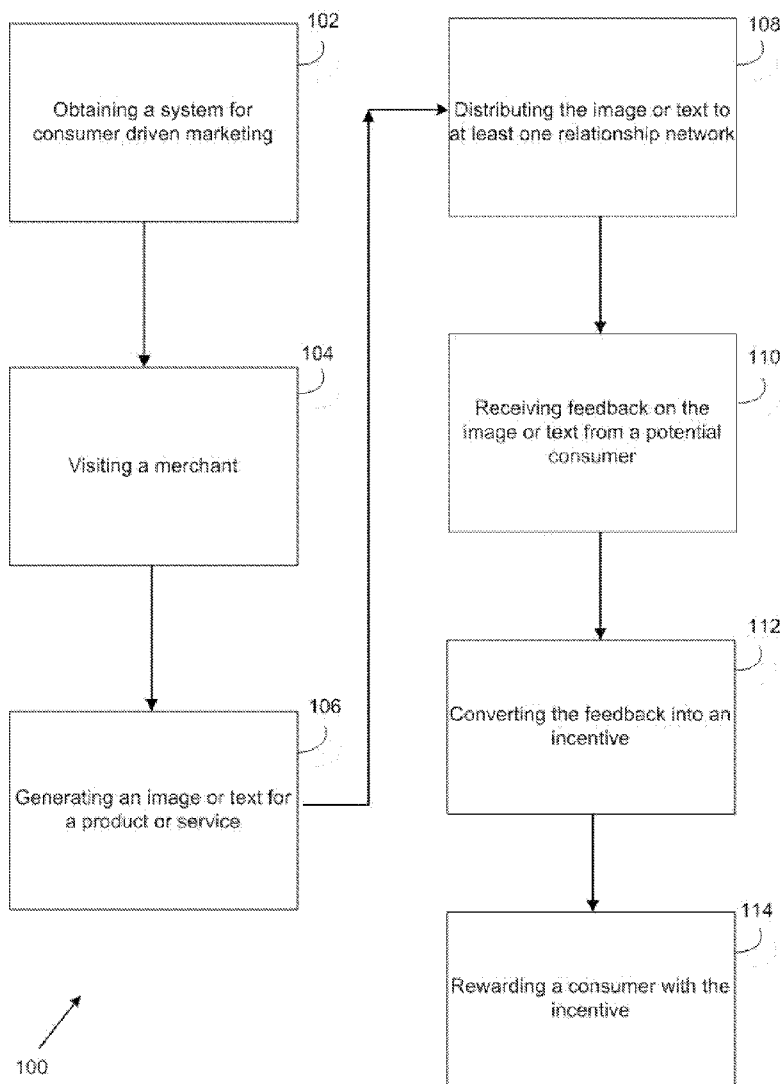 102
Obtaining a system for
consumer driven marketing
104
Visiting a merchant
106
Generating an image or text for
a product or service
100
108
Distributing the image or text to
at least one relationship network
110
Receiving feedback on the
image or text from a potential
consumer
112
Converting the feedback into an
incentive
114
Rewarding a consumer with the
incentive